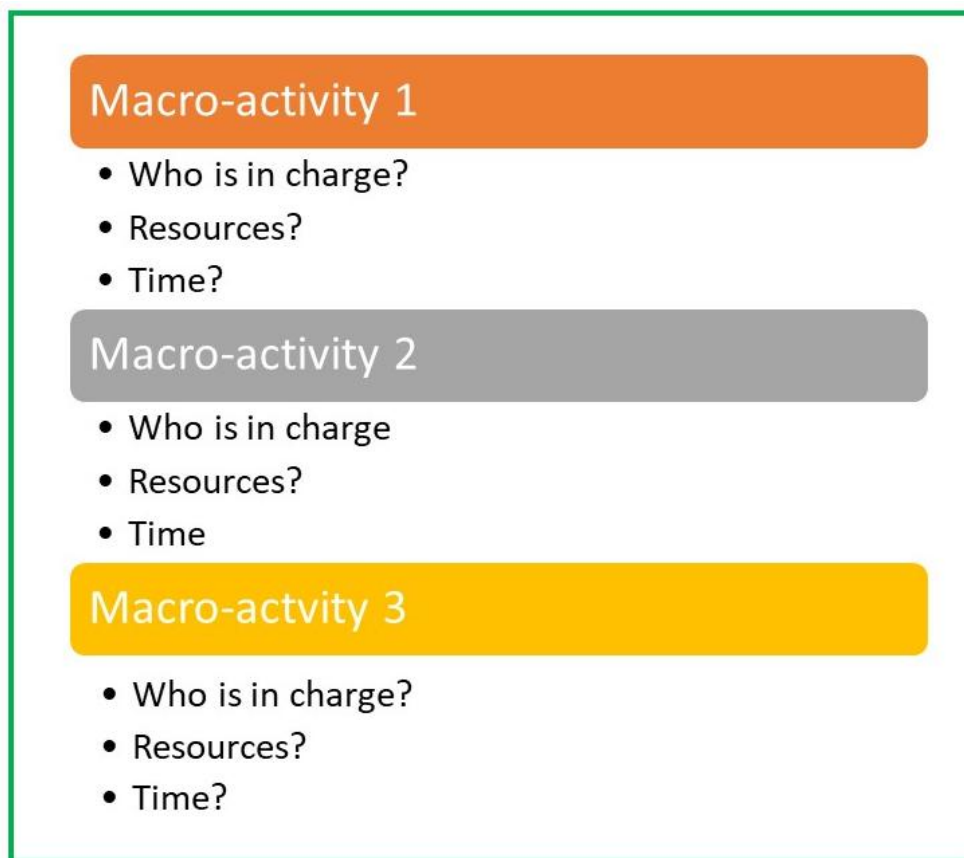 Macro-activity 1
• Who is in charge?
• Resources?
• Time?
Macro-activity 2
• Who is in charge
• Resources?
• Time
Macro-actvity 3
• Who is in charge?
• Resources?
• Time?